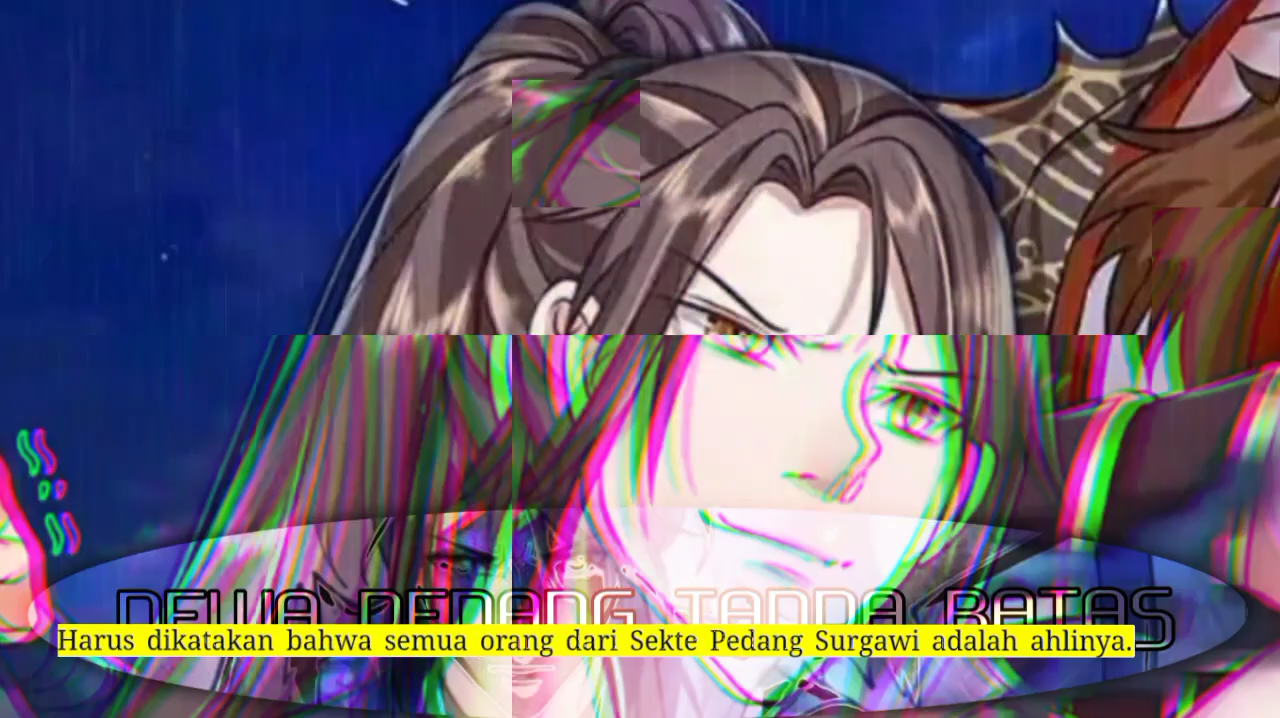 DEWA PEDANG TANPA BATAS
Harus dikatakan bahwa semua orang dari Sekte Pedang Surgawi adalah ahlinya.